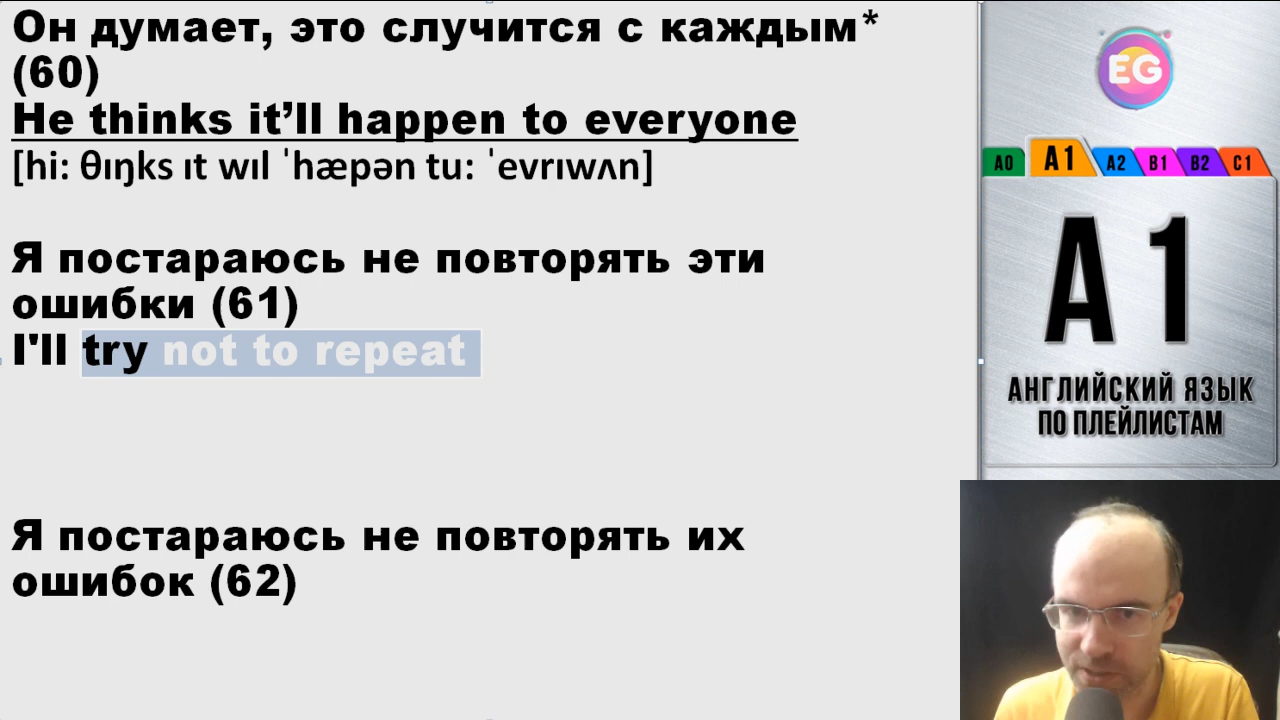 Он думает, это случится с каждым*
(60)
He thinks it’ll happen to everyone
[hi: θɪŋks ɪt wɪl ˈhæpən tu: ˈevrɪwʌn]
Я постараюсь не повторять эти
ошибки (61)
I'll try not to repeat
Я постараюсь не повторять их
ошибок (62)
EG
A0 A1 A2 B1 B2 C1
A1
АНГЛИЙСКИЙ ЯЗЫК
ПО ПЛЕЙЛИСТАМ